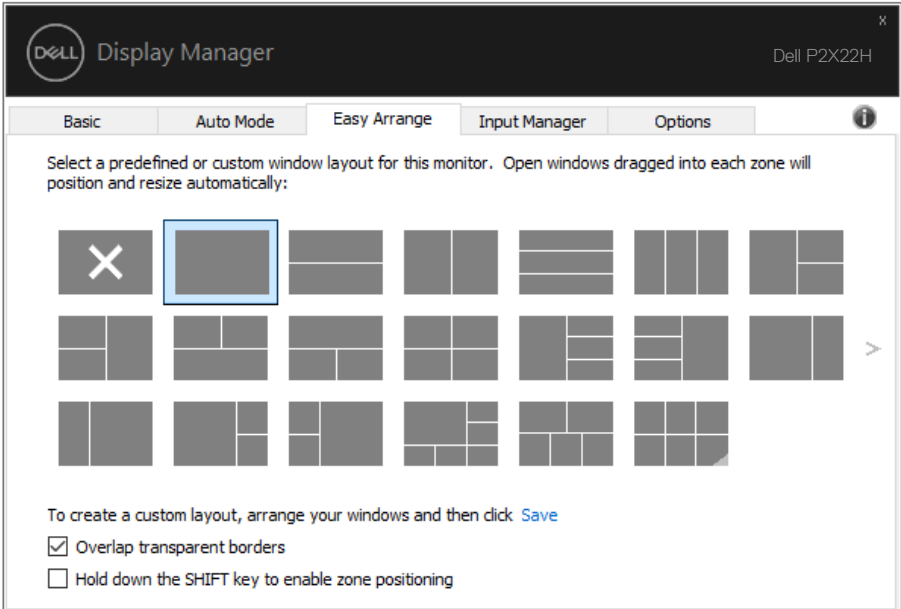 x
DELL Display Manager
Dell P2X22H
Basic Auto Mode Easy Arrange Input Manager Options
Select a predefined or custom window layout for this monitor. Open windows dragged into each zone will
position and resize automatically:
To create a custom layout, arrange your windows and then click Save
Overlap transparent borders
Hold down the SHIFT key to enable zone positioning